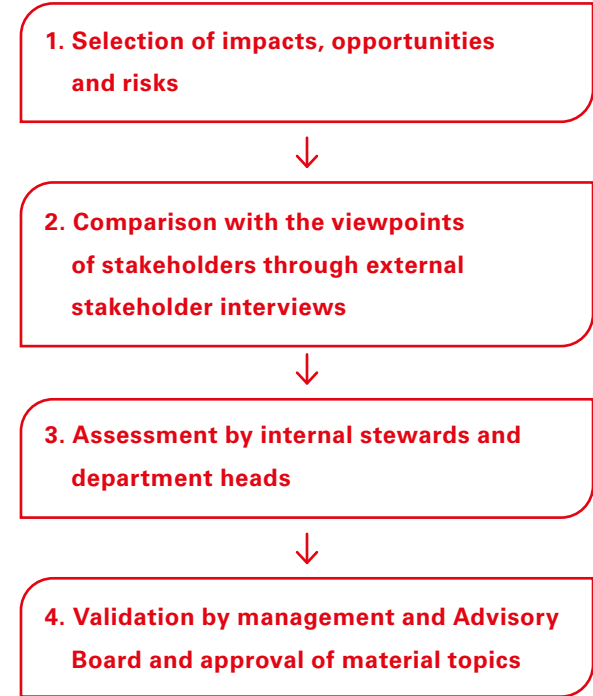 1. Selection of impacts, opportunities
and risks
2. Comparison with the viewpoints
of stakeholders through external
stakeholder interviews
3. Assessment by internal stewards and
department heads
4. Validation by management and Advisory
Board and approval of material topics